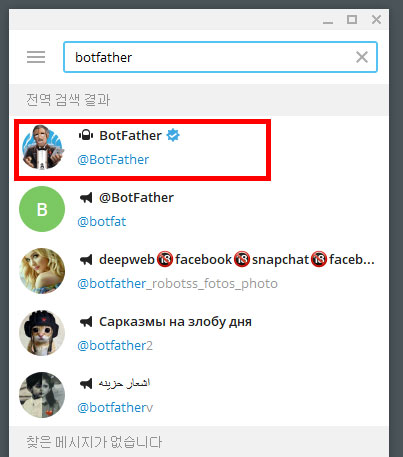 botfather
전역 검색 결과
BotFather
@BotFather
B
@BotFather
@botfat
deepweb🔞facebook🔞snapchat🔞faceb...
@botfather_robotss_fotos_photo
Сарказмы на злобу дня
@botfather2
اشعار حزينه
@botfatherv
찾은 메시지가 없습니다